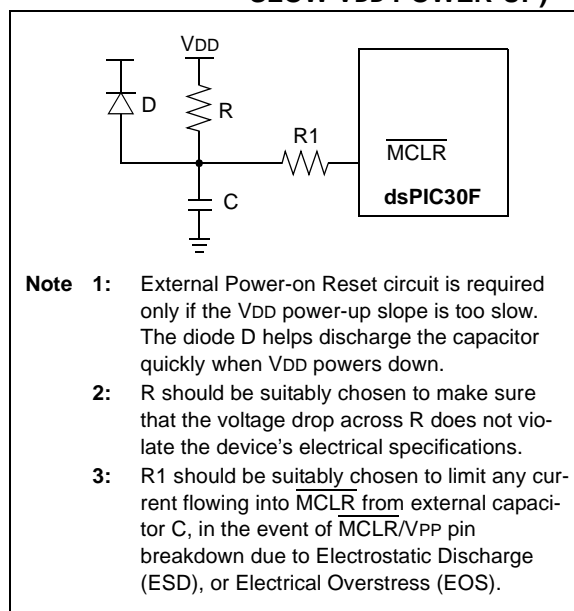 SLOW VDD POWER-UP)
VDD
D
R
R1
MCLR
C
dsPIC30F
Note 1: External Power-on Reset circuit is required
only if the VDD power-up slope is too slow.
The diode D helps discharge the capacitor
quickly when VDD powers down.
2: R should be suitably chosen to make sure
that the voltage drop across R does not vio-
late the device's electrical specifications.
3: R1 should be suitably chosen to limit any cur-
rent flowing into MCLR from external capaci-
tor C, in the event of MCLR/VPP pin
breakdown due to Electrostatic Discharge
(ESD), or Electrical Overstress (EOS).